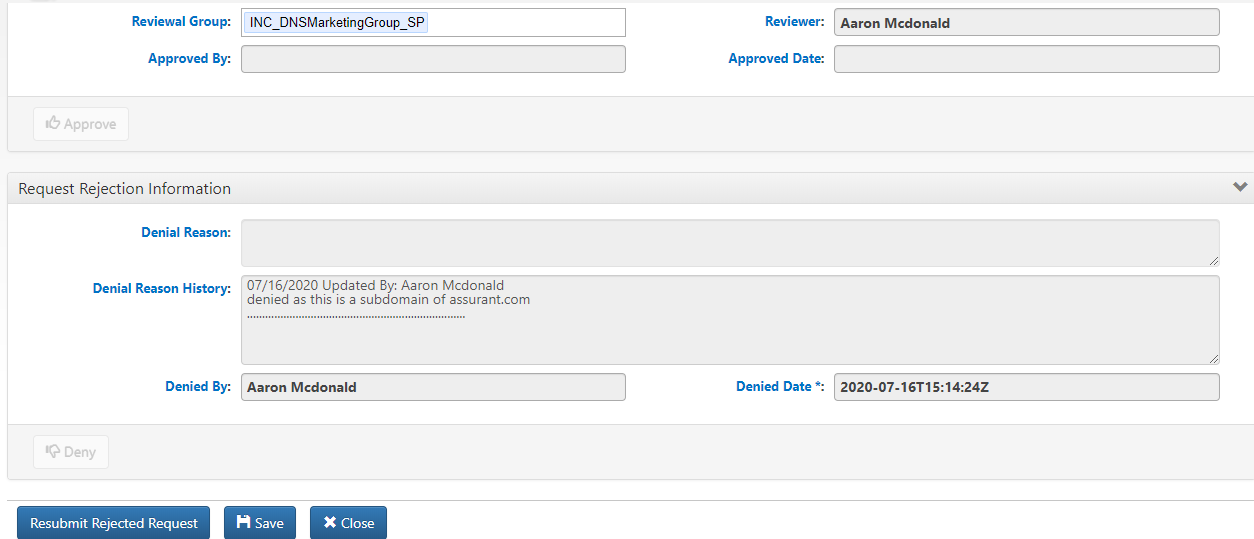 Reviewal Group: INC_DNSMarketingGroup_SP Reviewer: Aaron Mcdonald
Approved By: Approved Date:
Approve
Request Rejection Information
Denial Reason:
Denial Reason History: 07/16/2020 Updated By: Aaron Mcdonald
denied as this is a subdomain of assurant.com
.........................................................................
Denied By: Aaron Mcdonald Denied Date *: 2020-07-16T15:14:24Z
Deny
Resubmit Rejected Request Save Close